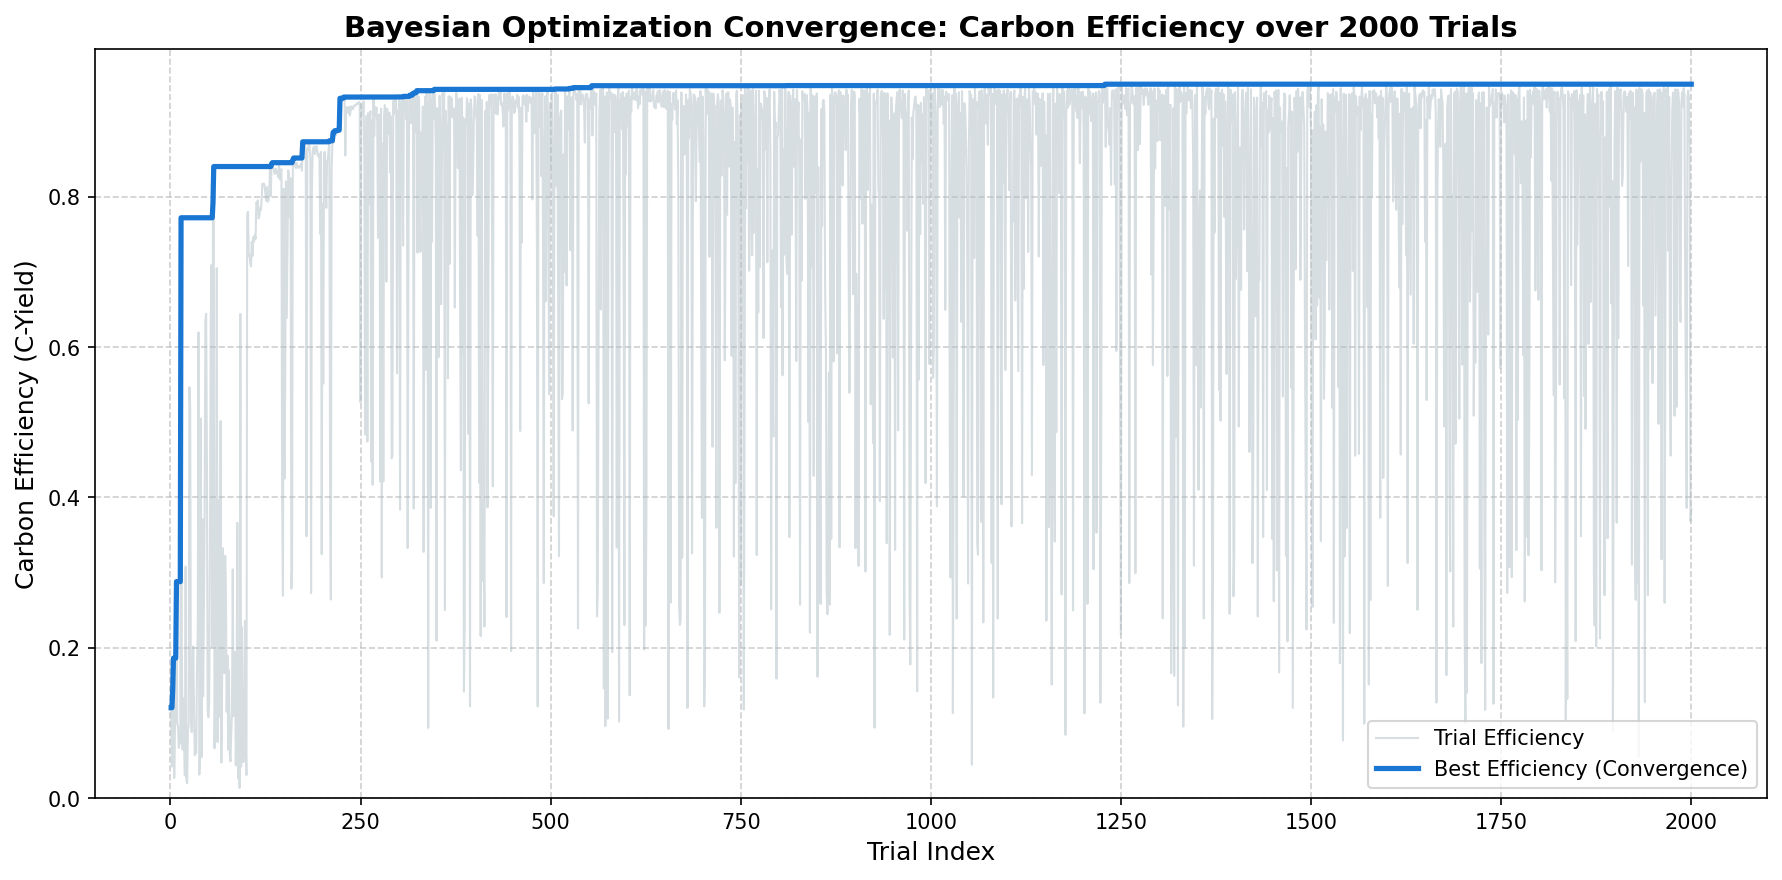 Bayesian Optimization Convergence: Carbon Efficiency over 2000 Trials
Carbon Efficiency (C-Yield)
0.8
0.6
0.4
0.2
0.0
Trial Efficiency
Best Efficiency (Convergence)
0 250 500 750 1000 1250 1500 1750 2000
Trial Index